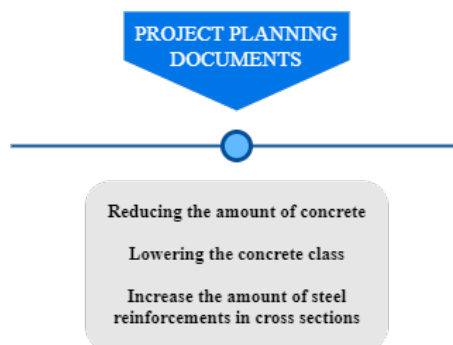 PROJECT PLANNING
DOCUMENTS
Reducing the amount of concrete
Lowering the concrete class
Increase the amount of steel
reinforcements in cross sections